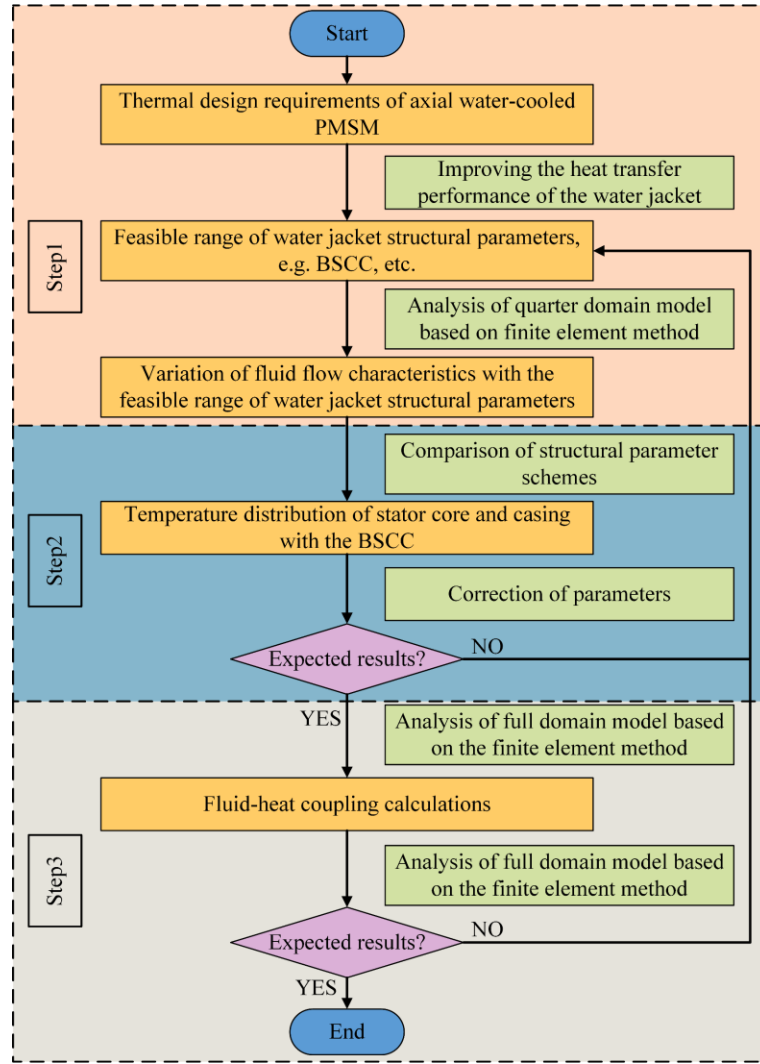 Start
Thermal design requirements of axial water-cooled
PMSM
Improving the heat transfer
performance of the water jacket
Step1
Feasible range of water jacket structural parameters,
e.g. BSCC, etc.
Analysis of quarter domain model
based on finite element method
Variation of fluid flow characteristics with the
feasible range of water jacket structural parameters
Comparison of structural parameter
schemes
Step2
Temperature distribution of stator core and casing
with the BSCC
Correction of parameters
Expected results?
NO
YES
Analysis of full domain model based
on the finite element method
Fluid-heat coupling calculations
Step3
Analysis of full domain model based
on the finite element method
Expected results?
NO
YES
End